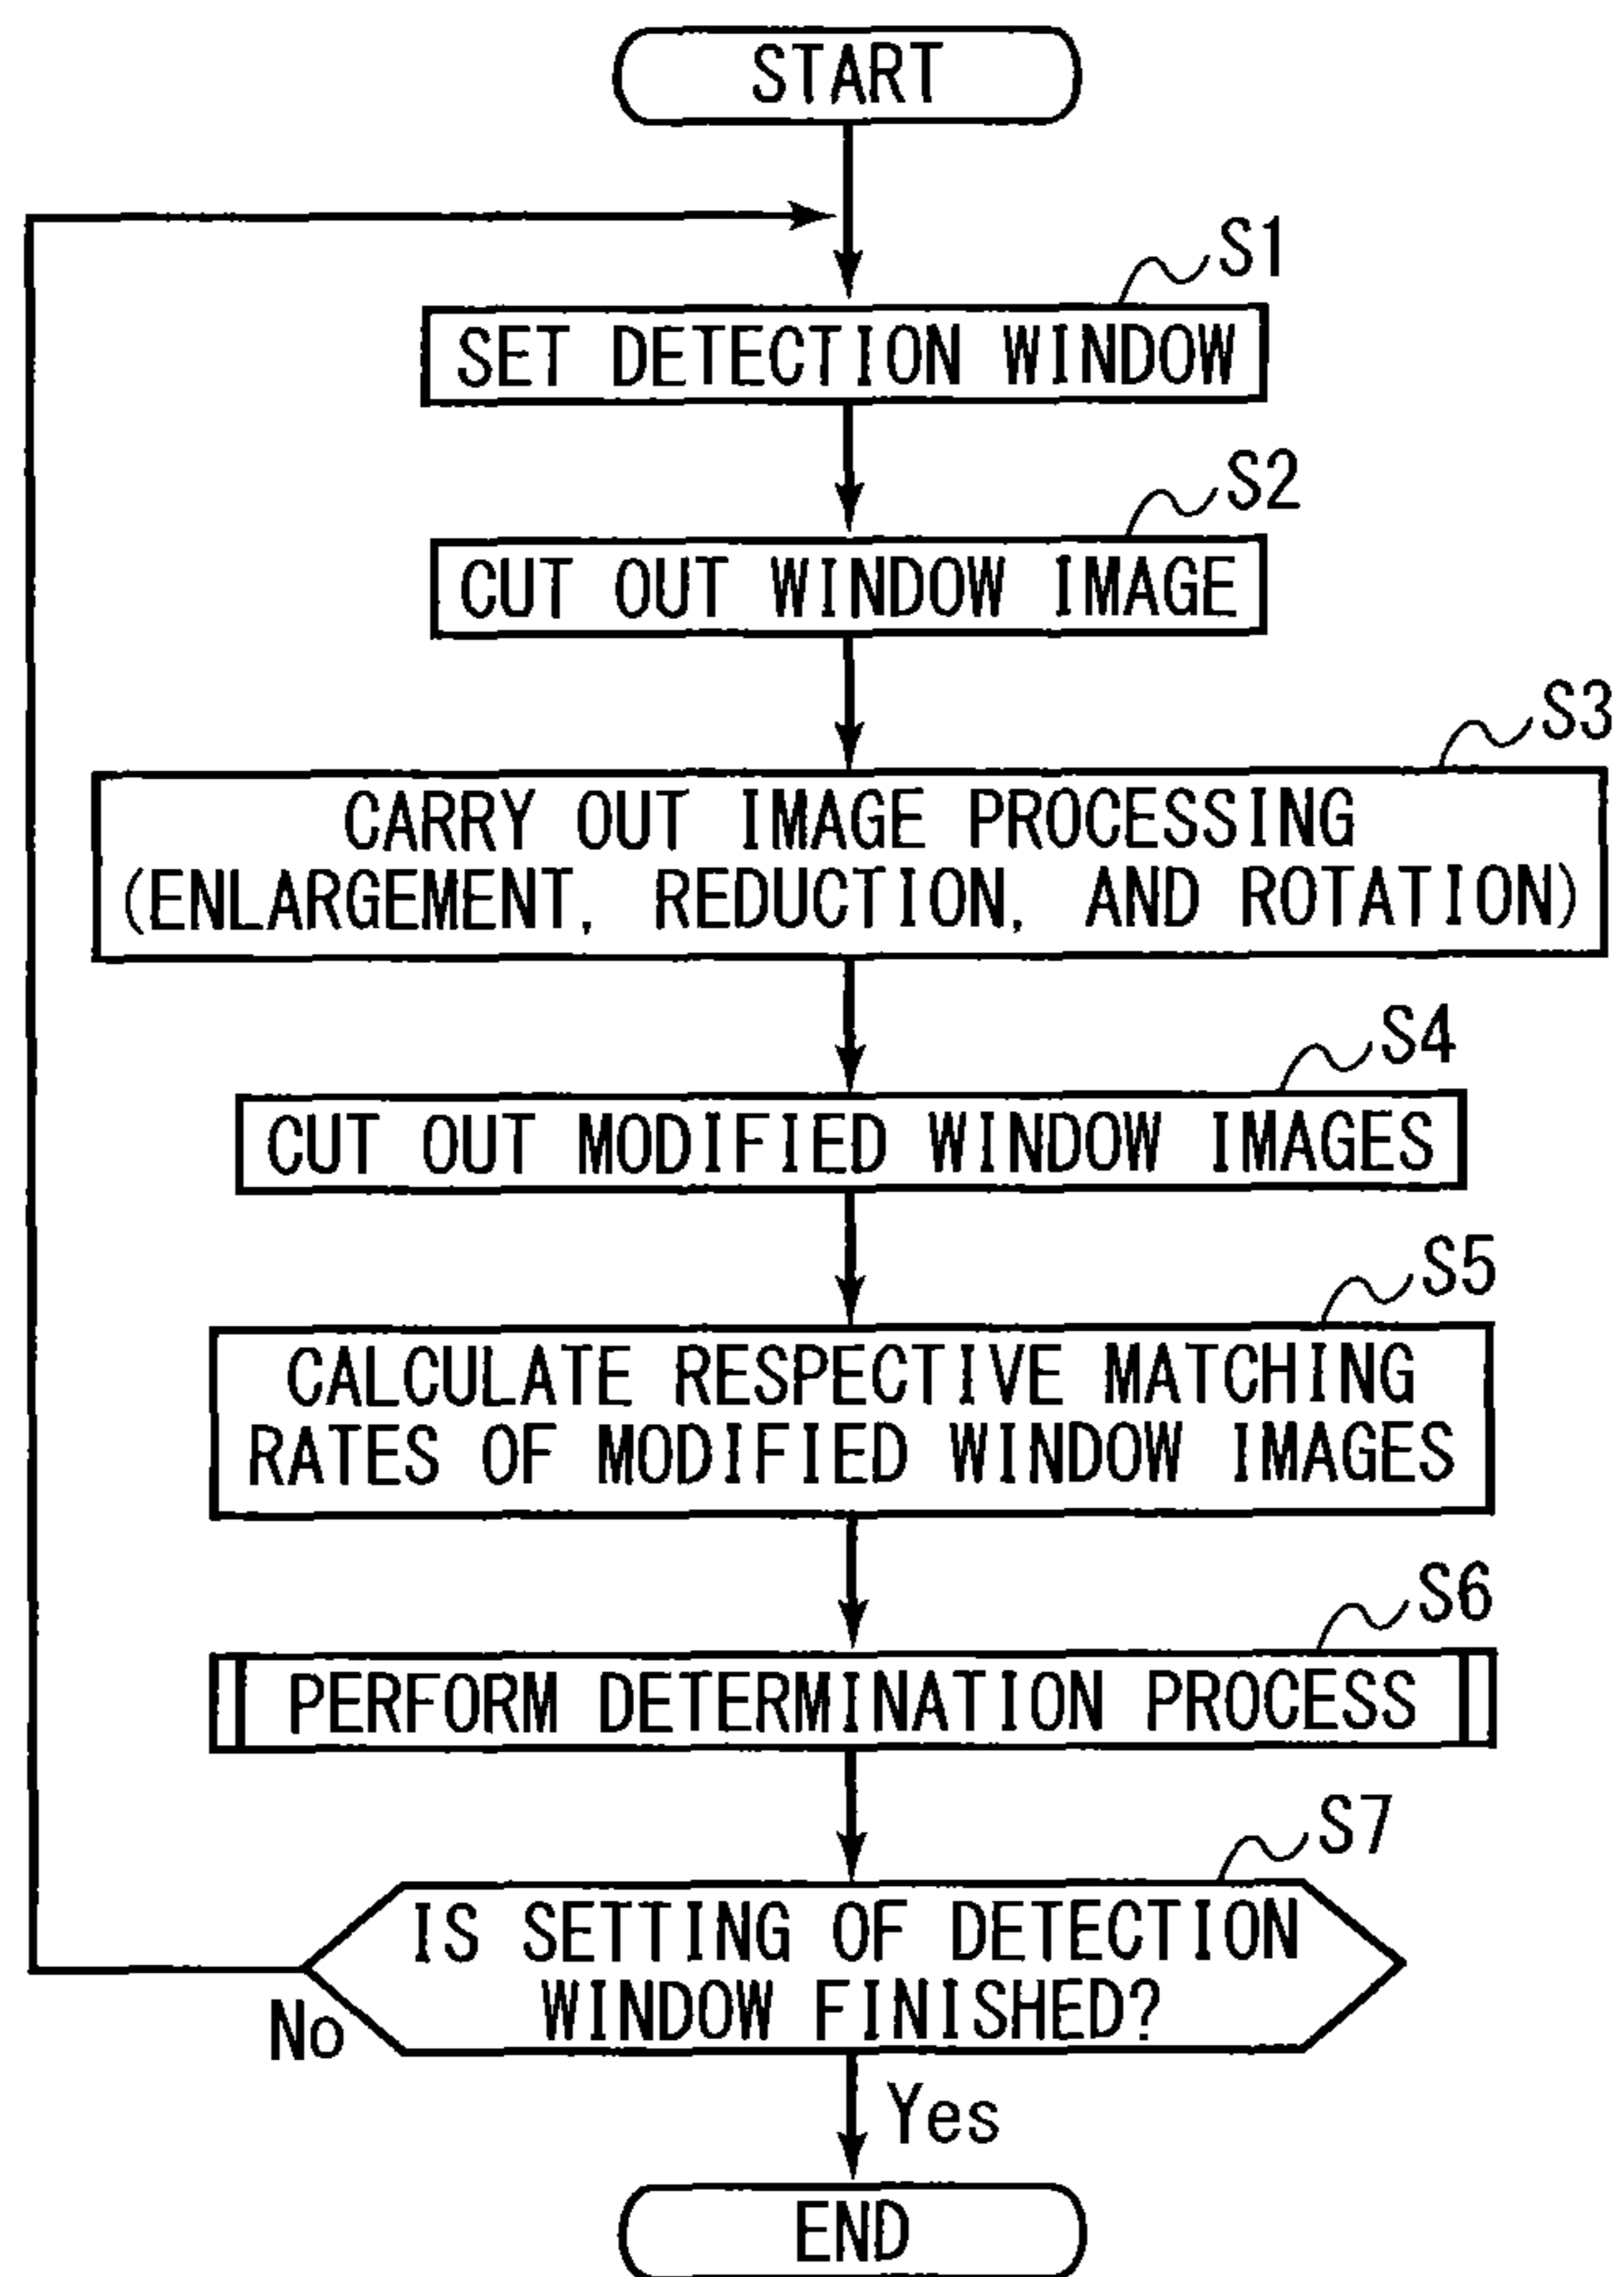 START
S1
SET DETECTION WINDOW
S2
CUT OUT WINDOW IMAGE
S3
CARRY OUT IMAGE PROCESSING
(ENLARGEMENT, REDUCTION, AND ROTATION)
S4
CUT OUT MODIFIED WINDOW IMAGES
S5
CALCULATE RESPECTIVE MATCHING
RATES OF MODIFIED WINDOW IMAGES
S6
PERFORM DETERMINATION PROCESS
S7
IS SETTING OF DETECTION
WINDOW FINISHED?
No
Yes
END